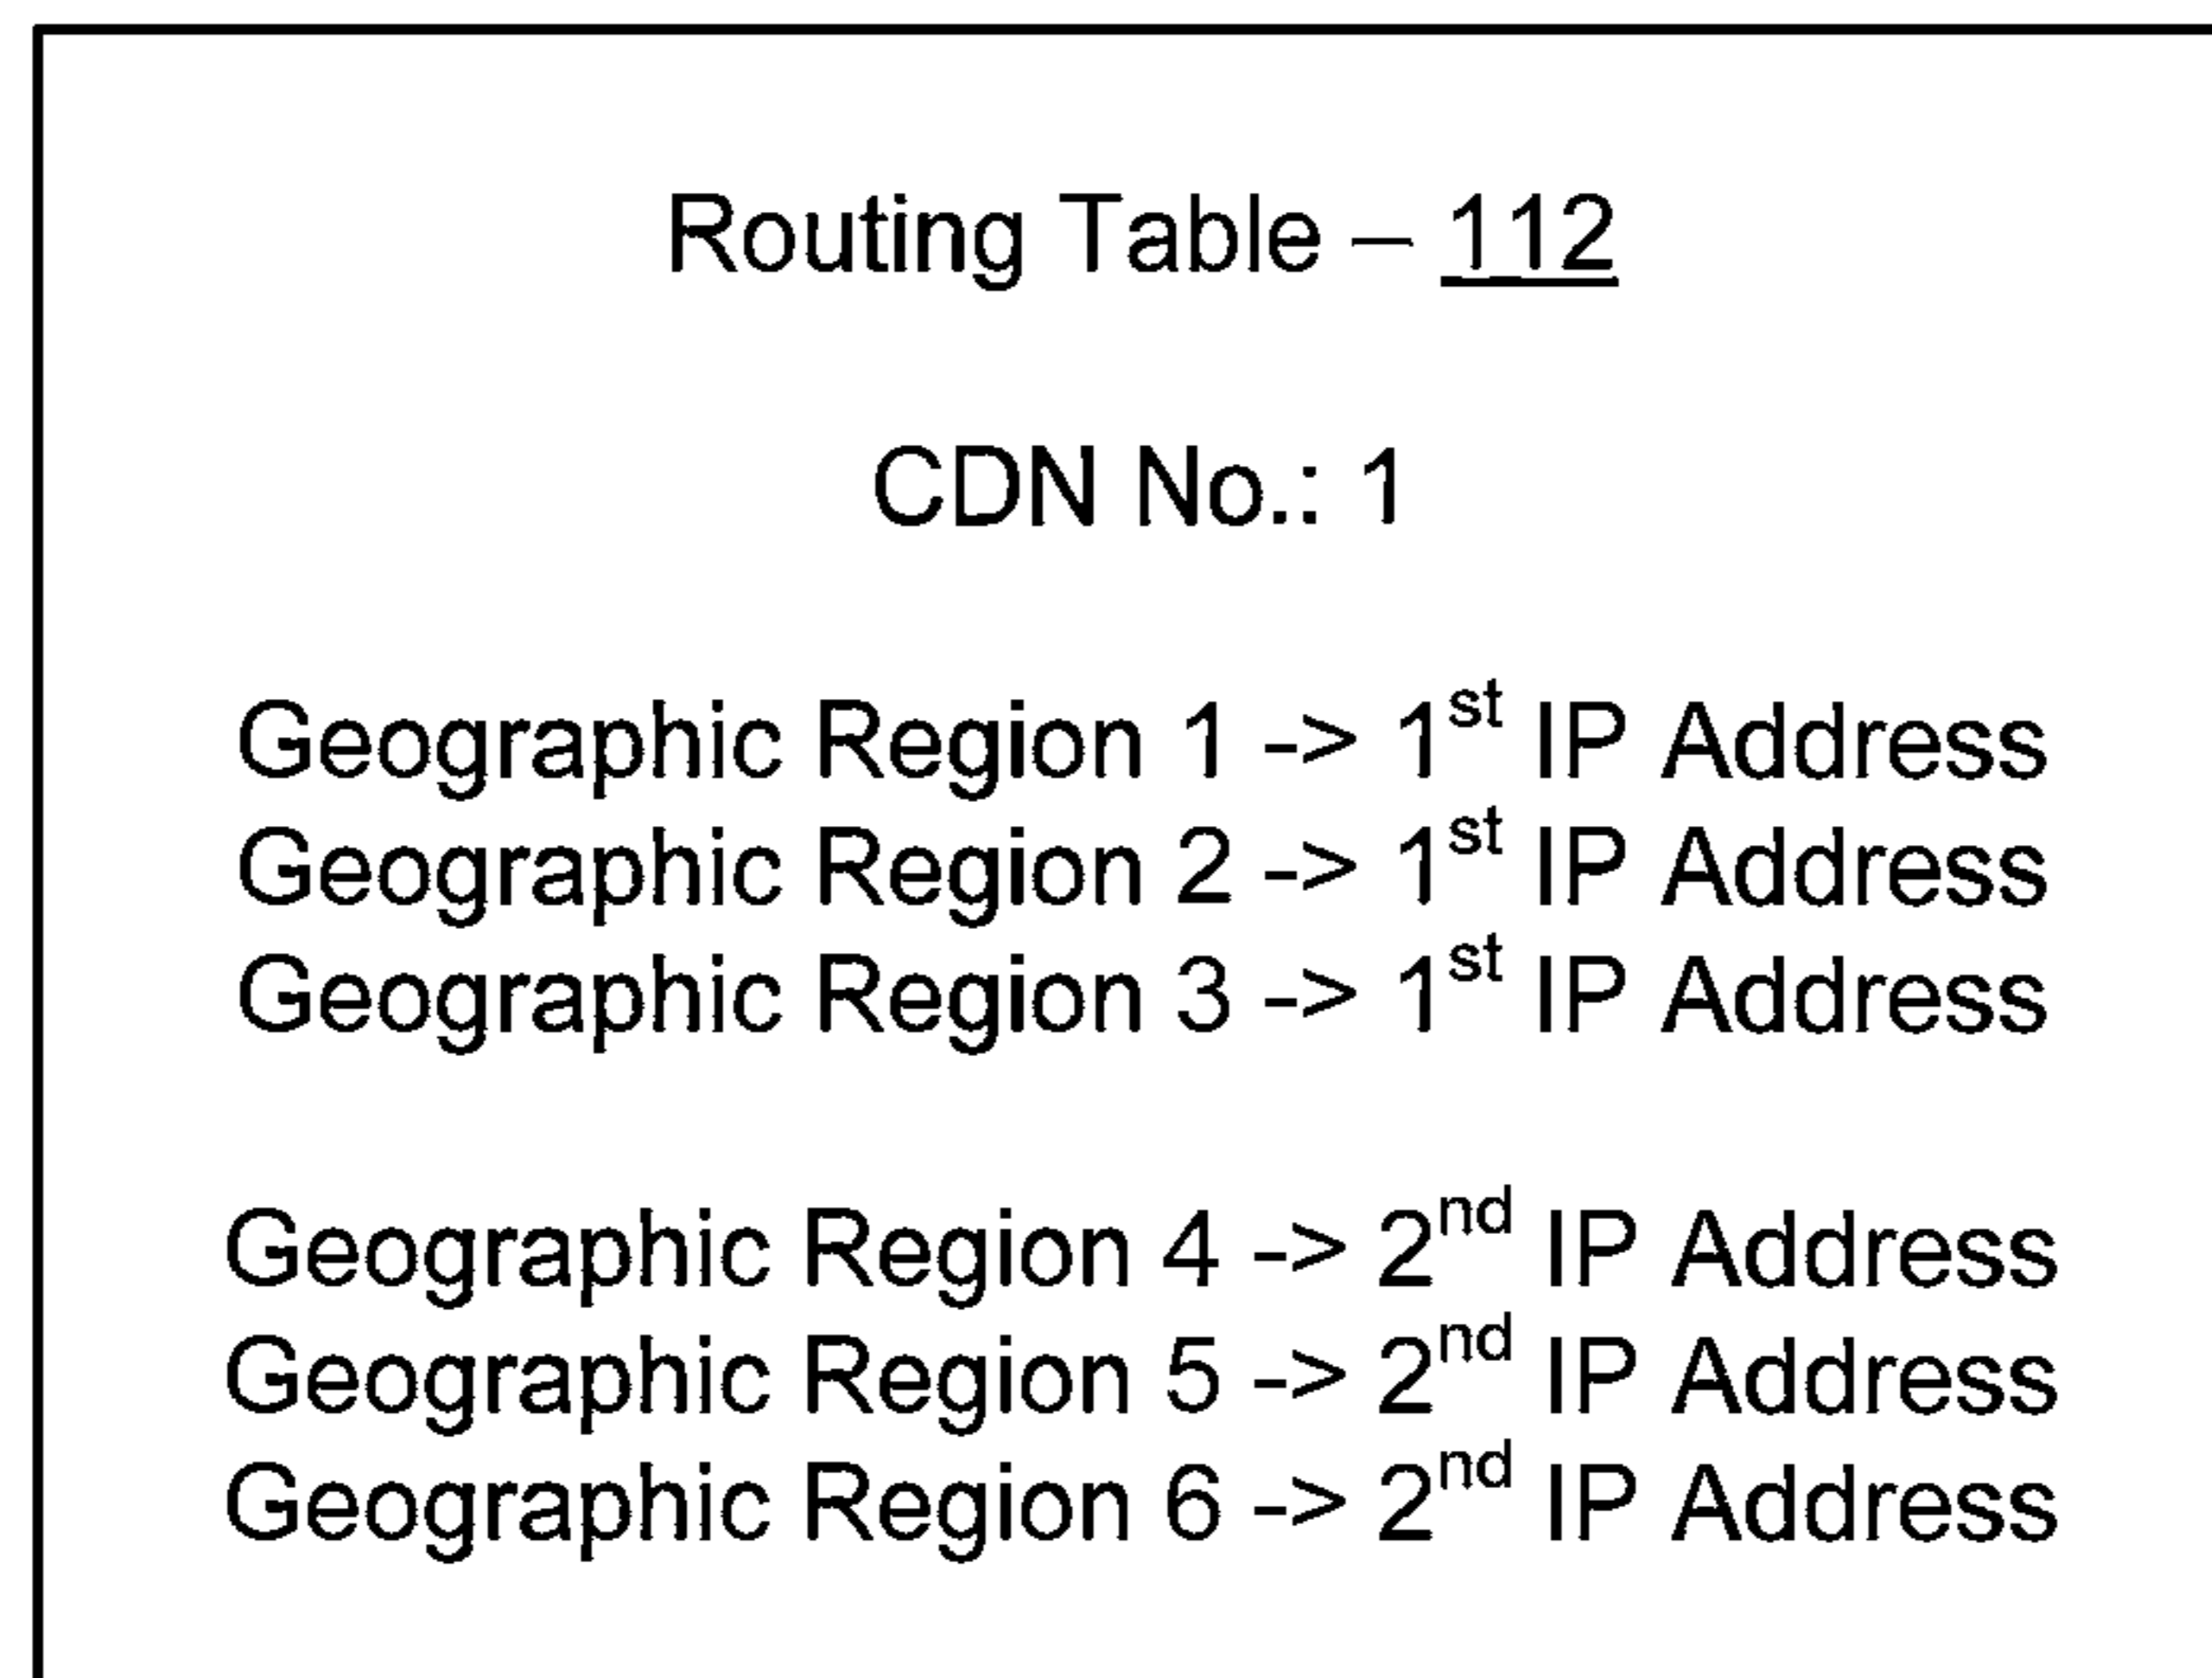 Routing Table – 112
CDN No.: 1
Geographic Region 1 -> 1st IP Address
Geographic Region 2 -> 1st IP Address
Geographic Region 3 -> 1st IP Address
Geographic Region 4 -> 2nd IP Address
Geographic Region 5 -> 2nd IP Address
Geographic Region 6 -> 2nd IP Address